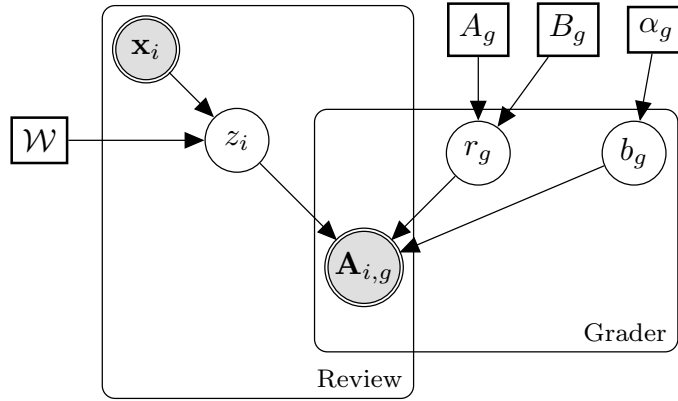 x_i
A_g
B_g
α_g
W
z_i
r_g
b_g
A_{i,g}
Grader
Review